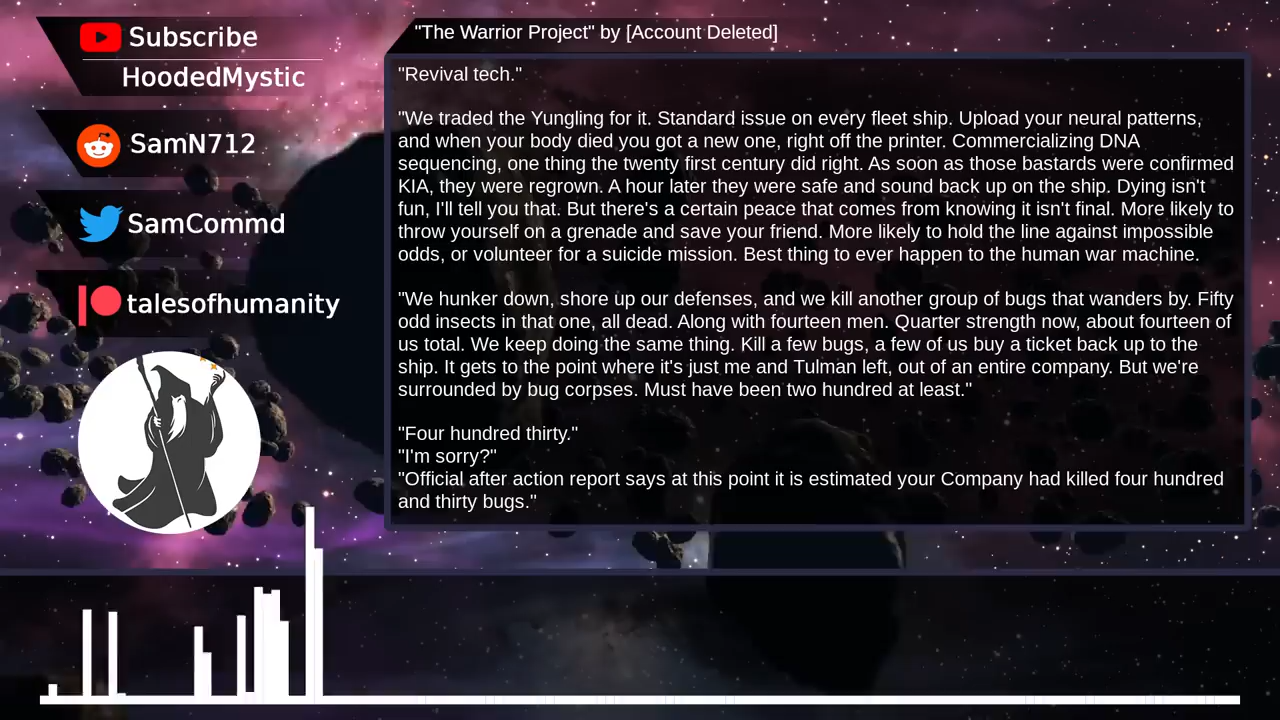 Subscribe
HoodedMystic
SamN712
SamCommd
talesofhumanity
"The Warrior Project" by [Account Deleted]
"Revival tech."
"We traded the Yungling for it. Standard issue on every fleet ship. Upload your neural patterns,
and when your body died you got a new one, right off the printer. Commercializing DNA
sequencing, one thing the twenty first century did right. As soon as those bastards were confirmed
KIA, they were regrown. A hour later they were safe and sound back up on the ship. Dying isn't
fun, I'll tell you that. But there's a certain peace that comes from knowing it isn't final. More likely to
throw yourself on a grenade and save your friend. More likely to hold the line against impossible
odds, or volunteer for a suicide mission. Best thing to ever happen to the human war machine.
"We hunker down, shore up our defenses, and we kill another group of bugs that wanders by. Fifty
odd insects in that one, all dead. Along with fourteen men. Quarter strength now, about fourteen of
us total. We keep doing the same thing. Kill a few bugs, a few of us buy a ticket back up to the
ship. It gets to the point where it's just me and Tulman left, out of an entire company. But we're
surrounded by bug corpses. Must have been two hundred at least."
"Four hundred thirty."
"I'm sorry?"
"Official after action report says at this point it is estimated your Company had killed four hundred
and thirty bugs."